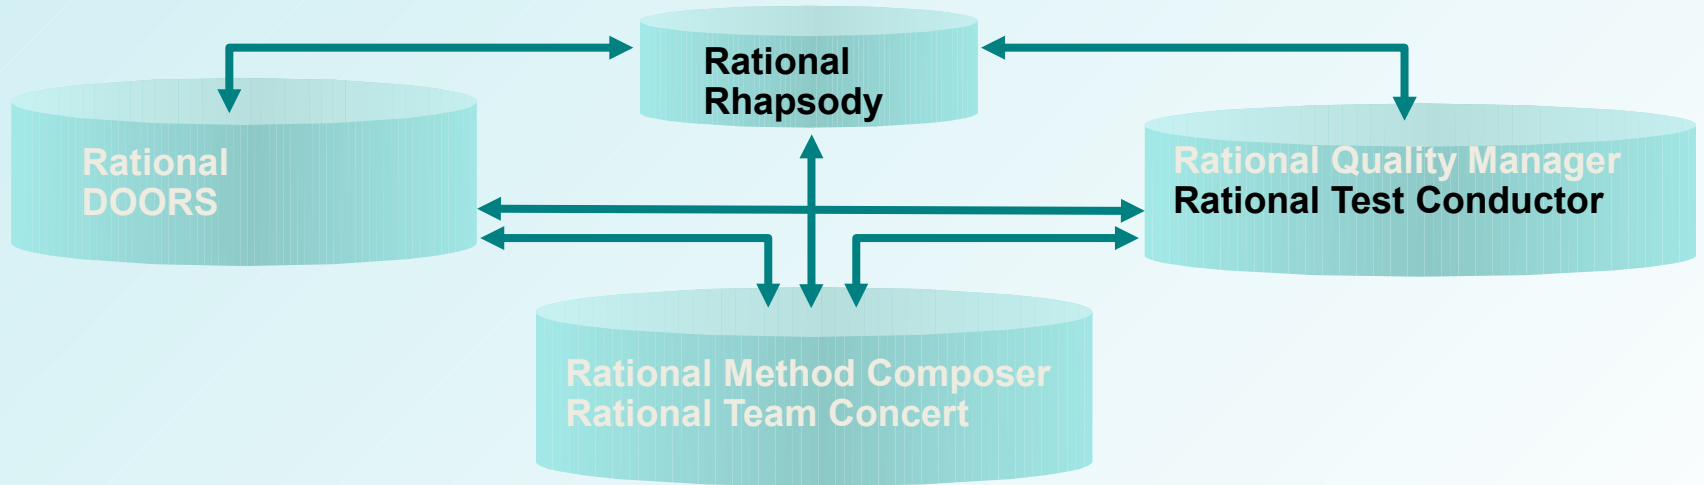 Rational
Rhapsody
Rational
DOORS
Rational Quality Manager
Rational Test Conductor
Rational Method Composer
Rational Team Concert